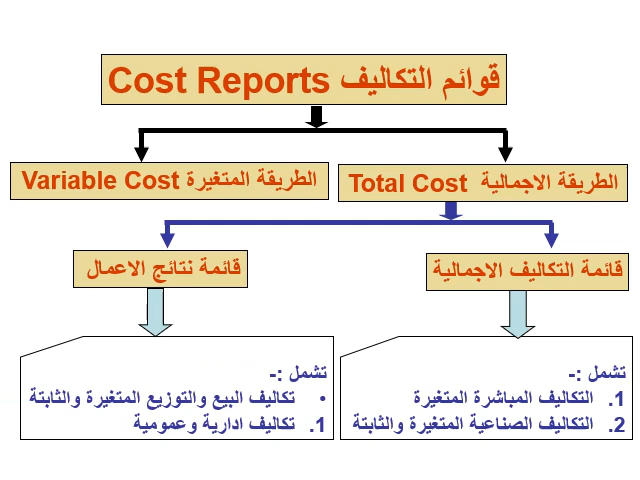 قوائم التكاليف Cost Reports
الطريقة الاجمالية Total Cost
الطريقة المتغيرة Variable Cost
قائمة التكاليف الاجمالية
قائمة نتائج الاعمال
تشمل :-
1. التكاليف المباشرة المتغيرة
2. التكاليف الصناعية المتغيرة والثابتة
تشمل :-
• تكاليف البيع والتوزيع المتغيرة والثابتة
1. تكاليف ادارية وعمومية